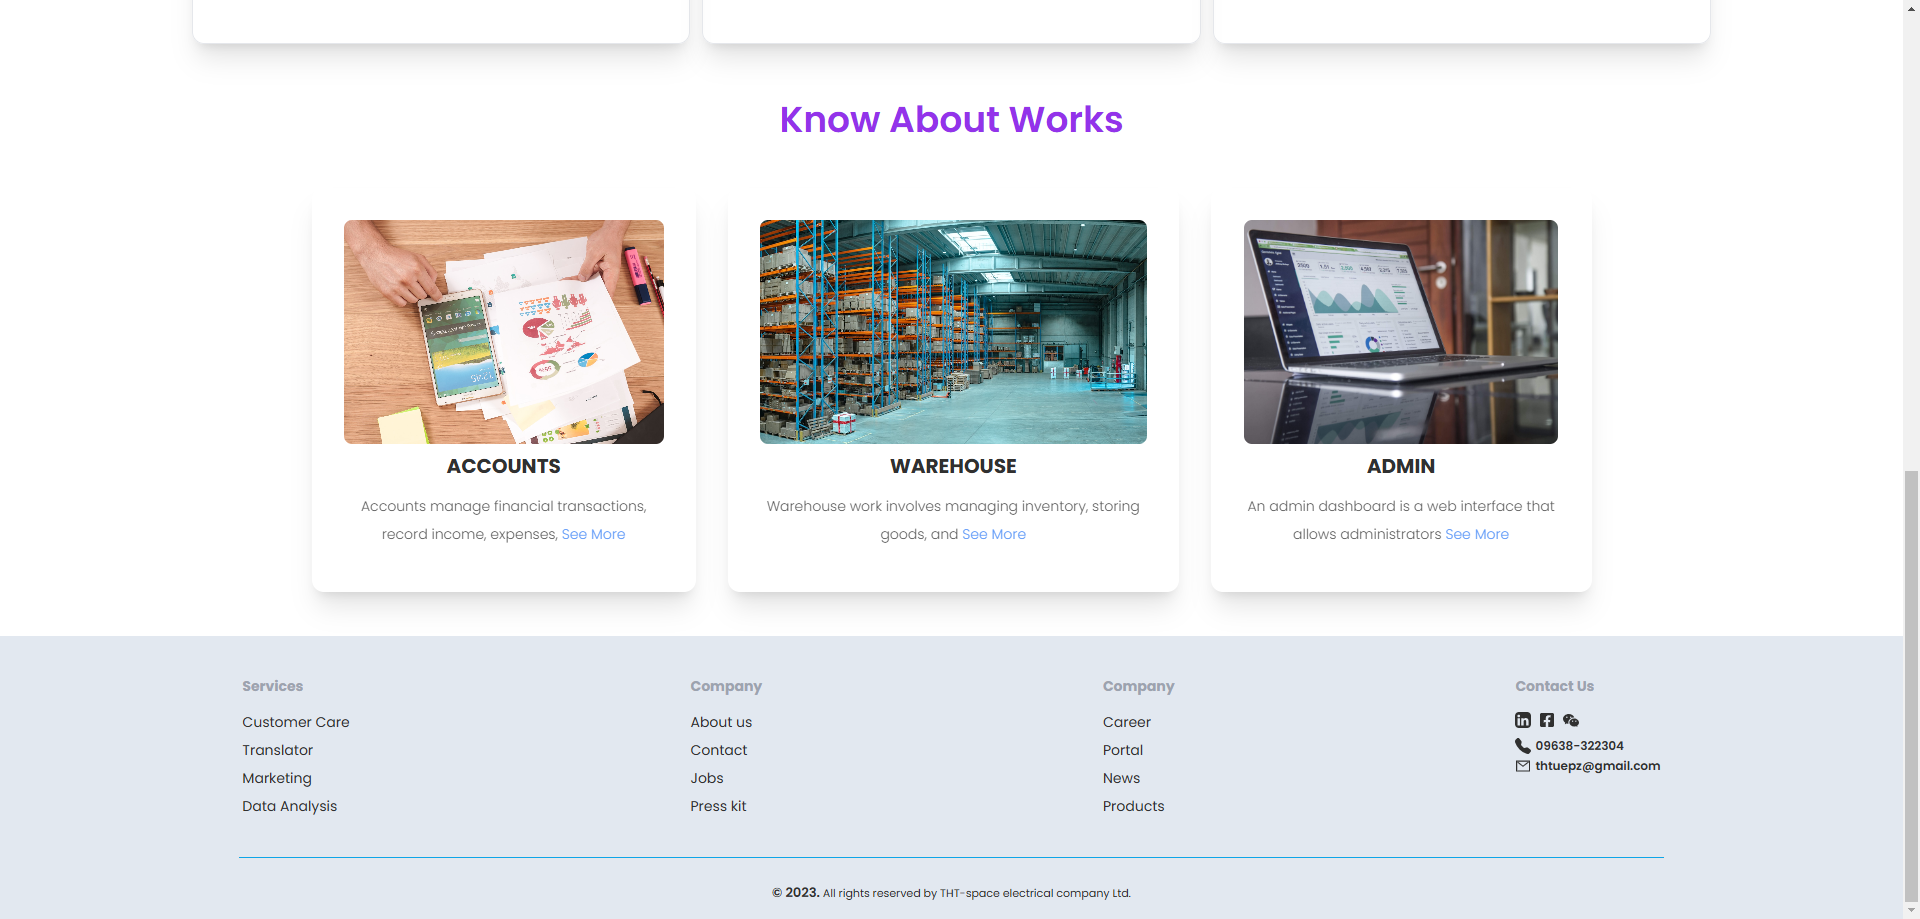 Know About Works
ACCOUNTS
Accounts manage financial transactions,
record income, expenses, See More
WAREHOUSE
Warehouse work involves managing inventory, storing
goods, and See More
ADMIN
An admin dashboard is a web interface that
allows administrators See More
Services
Customer Care
Translator
Marketing
Data Analysis
Company
About us
Contact
Jobs
Press kit
Company
Career
Portal
News
Products
Contact Us
09638-322304
thtuepz@gmail.com
© 2023. All rights reserved by THT-space electrical company Ltd.